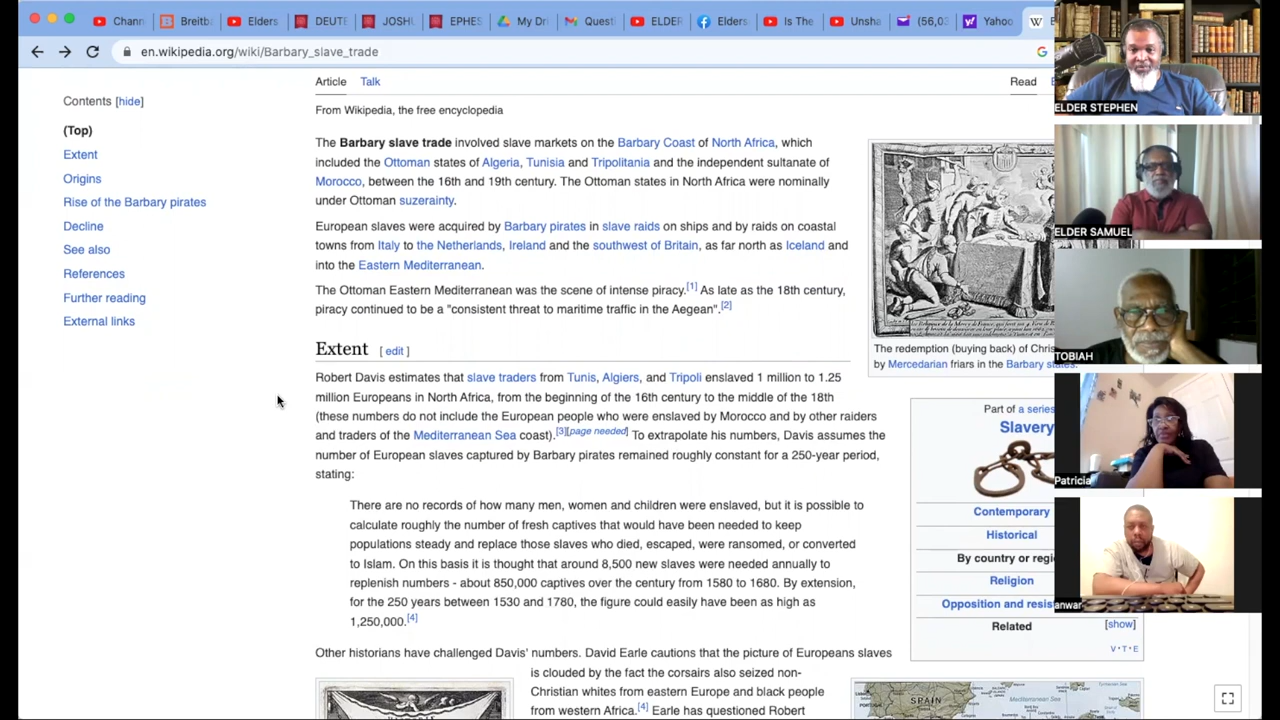 Chann
Breitb
Elders
DEUTE
JOSHU
EPHES
My Dri
Questi
ELDER
Elders
Is The
Unsha
(56,03
Yahoo
en.wikipedia.org/wiki/Barbary_slave_trade
Contents [hide]
(Top)
Extent
Origins
Rise of the Barbary pirates
Decline
See also
References
Further reading
External links
Article Talk
Read
From Wikipedia, the free encyclopedia
The Barbary slave trade involved slave markets on the Barbary Coast of North Africa, which
included the Ottoman states of Algeria, Tunisia and Tripolitania and the independent sultanate of
Morocco, between the 16th and 19th century. The Ottoman states in North Africa were nominally
under Ottoman suzerainty.
European slaves were acquired by Barbary pirates in slave raids on ships and by raids on coastal
towns from Italy to the Netherlands, Ireland and the southwest of Britain, as far north as Iceland and
into the Eastern Mediterranean.
The Ottoman Eastern Mediterranean was the scene of intense piracy.[1] As late as the 18th century,
piracy continued to be a "consistent threat to maritime traffic in the Aegean".[2]
Extent [ edit ]
Robert Davis estimates that slave traders from Tunis, Algiers, and Tripoli enslaved 1 million to 1.25
million Europeans in North Africa, from the beginning of the 16th century to the middle of the 18th
(these numbers do not include the European people who were enslaved by Morocco and by other raiders
and traders of the Mediterranean Sea coast).[3][page needed] To extrapolate his numbers, Davis assumes the
number of European slaves captured by Barbary pirates remained roughly constant for a 250-year period,
stating:
There are no records of how many men, women and children were enslaved, but it is possible to
calculate roughly the number of fresh captives that would have been needed to keep
populations steady and replace those slaves who died, escaped, were ransomed, or converted
to Islam. On this basis it is thought that around 8,500 new slaves were needed annually to
replenish numbers - about 850,000 captives over the century from 1580 to 1680. By extension,
for the 250 years between 1530 and 1780, the figure could easily have been as high as
1,250,000.[4]
Other historians have challenged Davis' numbers. David Earle cautions that the picture of Europeans slaves
is clouded by the fact the corsairs also seized non-
Christian whites from eastern Europe and black people
from western Africa.[4] Earle has questioned Robert
The redemption (buying back) of Chris
by Mercedarian friars in the Barbary states.
Part of a series
Slavery
Contemporary
Historical
By country or regi
Religion
Opposition and resis
Related [show]
V·T·E
SPAIN
Mediterranean Sea
ELDER STEPHEN
ELDER SAMUEL
TOBIAH
Patricia
anwar